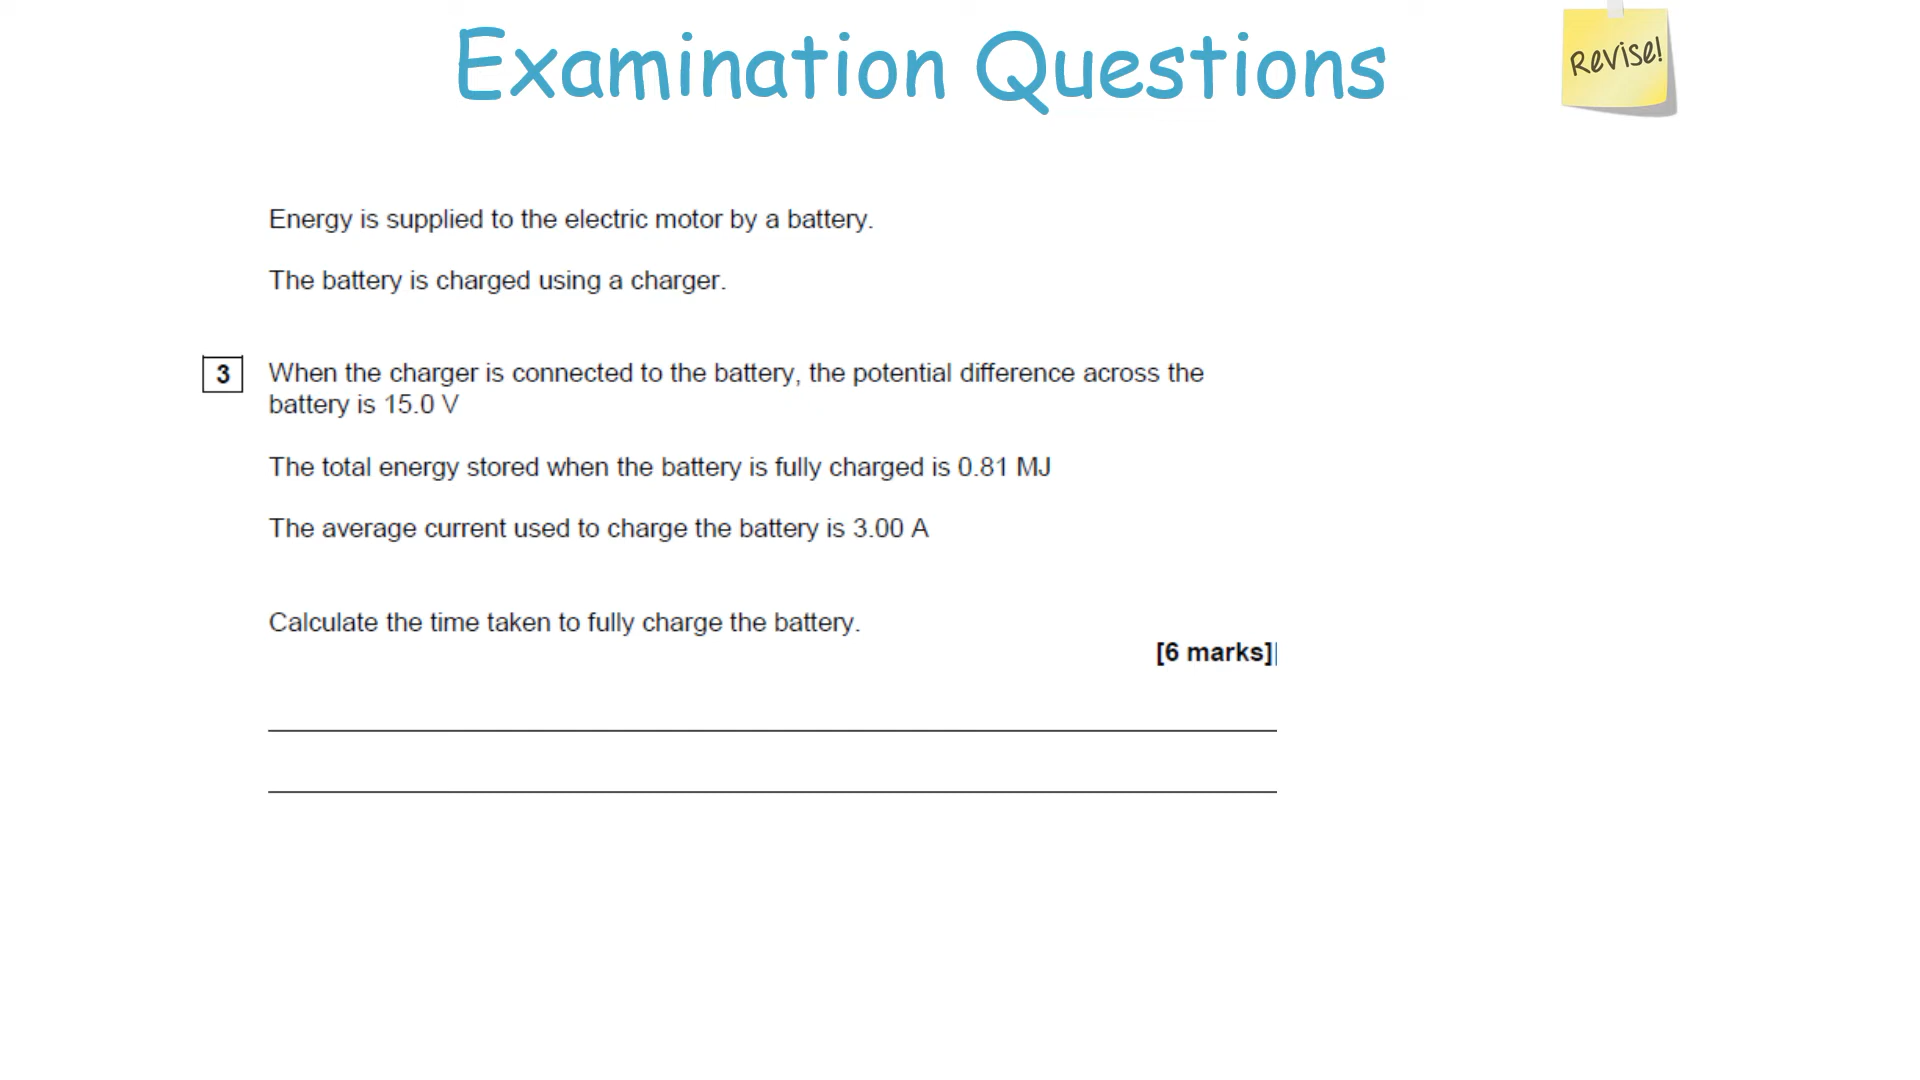 Examination Questions
Revise!
Energy is supplied to the electric motor by a battery.
The battery is charged using a charger.
3
When the charger is connected to the battery, the potential difference across the
battery is 15.0 V
The total energy stored when the battery is fully charged is 0.81 MJ
The average current used to charge the battery is 3.00 A
Calculate the time taken to fully charge the battery.
[6 marks]